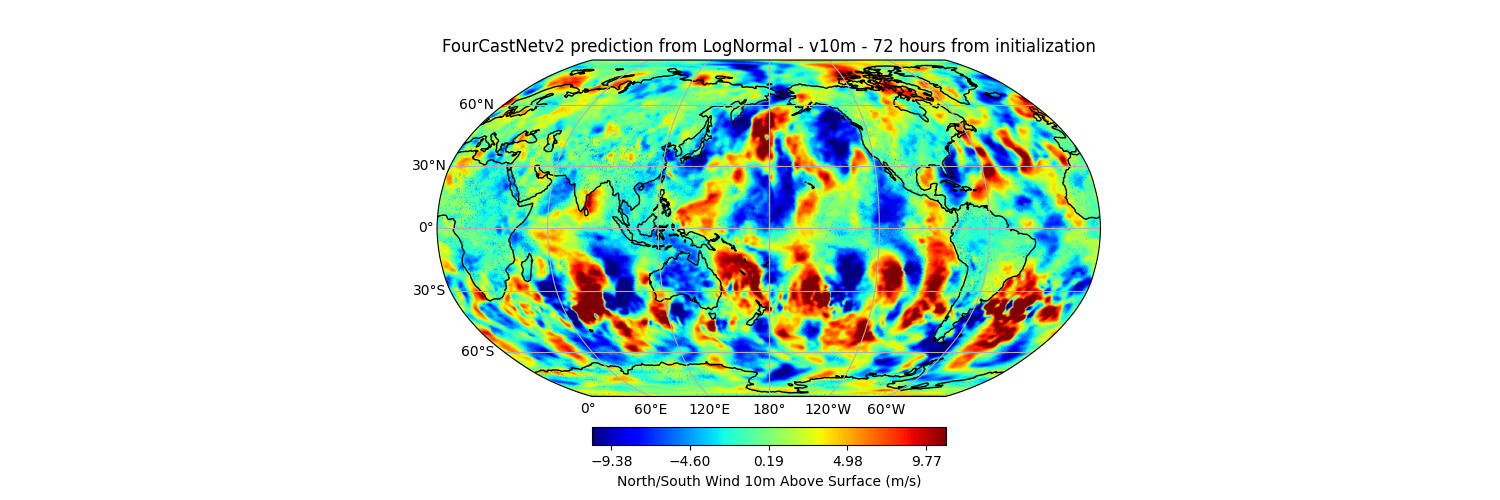 FourCastNetv2 prediction from LogNormal - v10m - 72 hours from initialization
60°N
30°N
0°
30°S
60°S
0° 60°E 120°E 180° 120°W 60°W
−9.38 −4.60 0.19 4.98 9.77
North/South Wind 10m Above Surface (m/s)